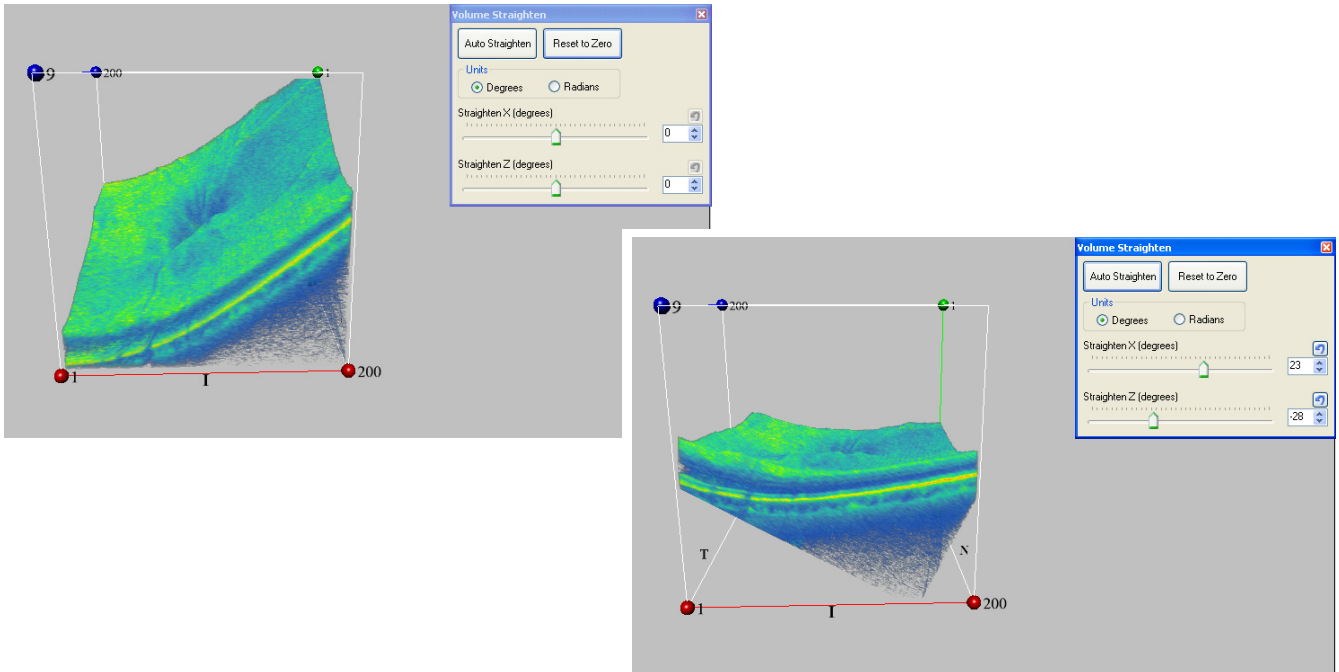 Volume Straighten
Auto Straighten
Reset to Zero
Units
Degrees
Radians
Straighten X (degrees)
0
Straighten Z (degrees)
0
9
200
1
1
I
200
Volume Straighten
Auto Straighten
Reset to Zero
Units
Degrees
Radians
Straighten X (degrees)
23
Straighten Z (degrees)
-28
9
200
1
T
N
1
I
200